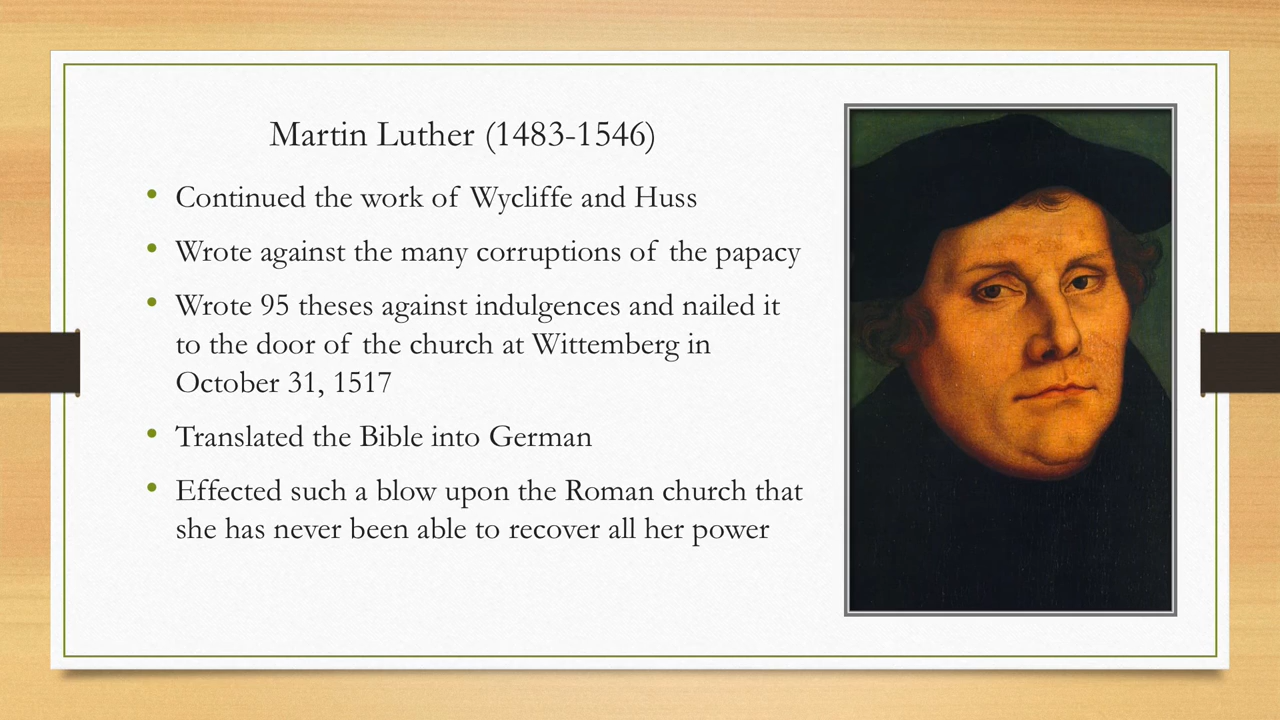 Martin Luther (1483-1546)
• Continued the work of Wycliffe and Huss
• Wrote against the many corruptions of the papacy
• Wrote 95 theses against indulgences and nailed it
to the door of the church at Wittemberg in
October 31, 1517
• Translated the Bible into German
• Effected such a blow upon the Roman church that
she has never been able to recover all her power